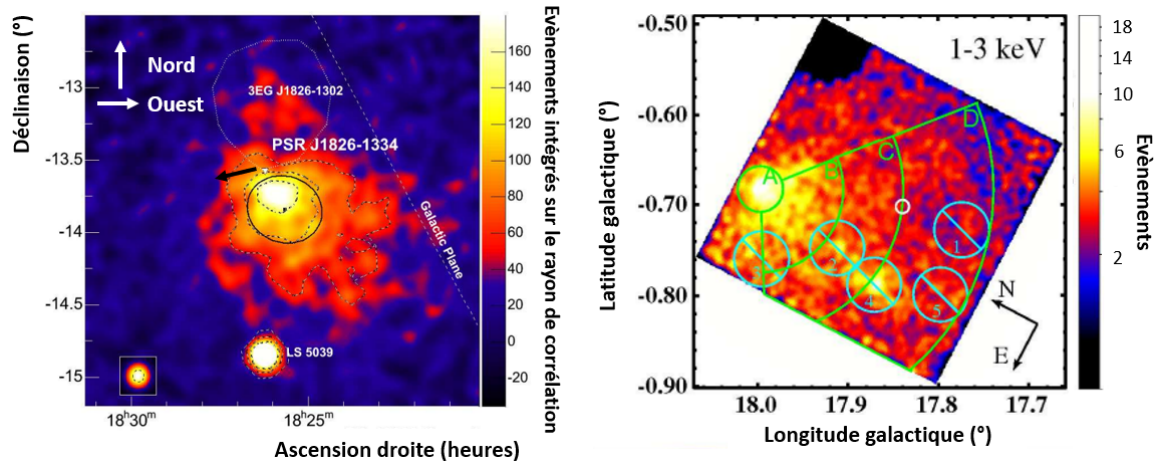 Déclinaison (°)
Nord
Ouest
3EG J1826-1302
PSR J1826-1334
Galactic Plane
LS 5039
-13
-13.5
-14
-14.5
-15
18h30m
18h25m
Ascension droite (heures)
160
140
120
100
80
60
40
20
0
-20
Evènements intégrés sur le rayon de corrélation
Latitude galactique (°)
-0.50
-0.60
-0.70
-0.80
-0.90
1-3 keV
A
B
C
D
1
2
3
4
5
N
E
18.0
17.9
17.8
17.7
Longitude galactique (°)
18
14
10
6
4
2
Evènements